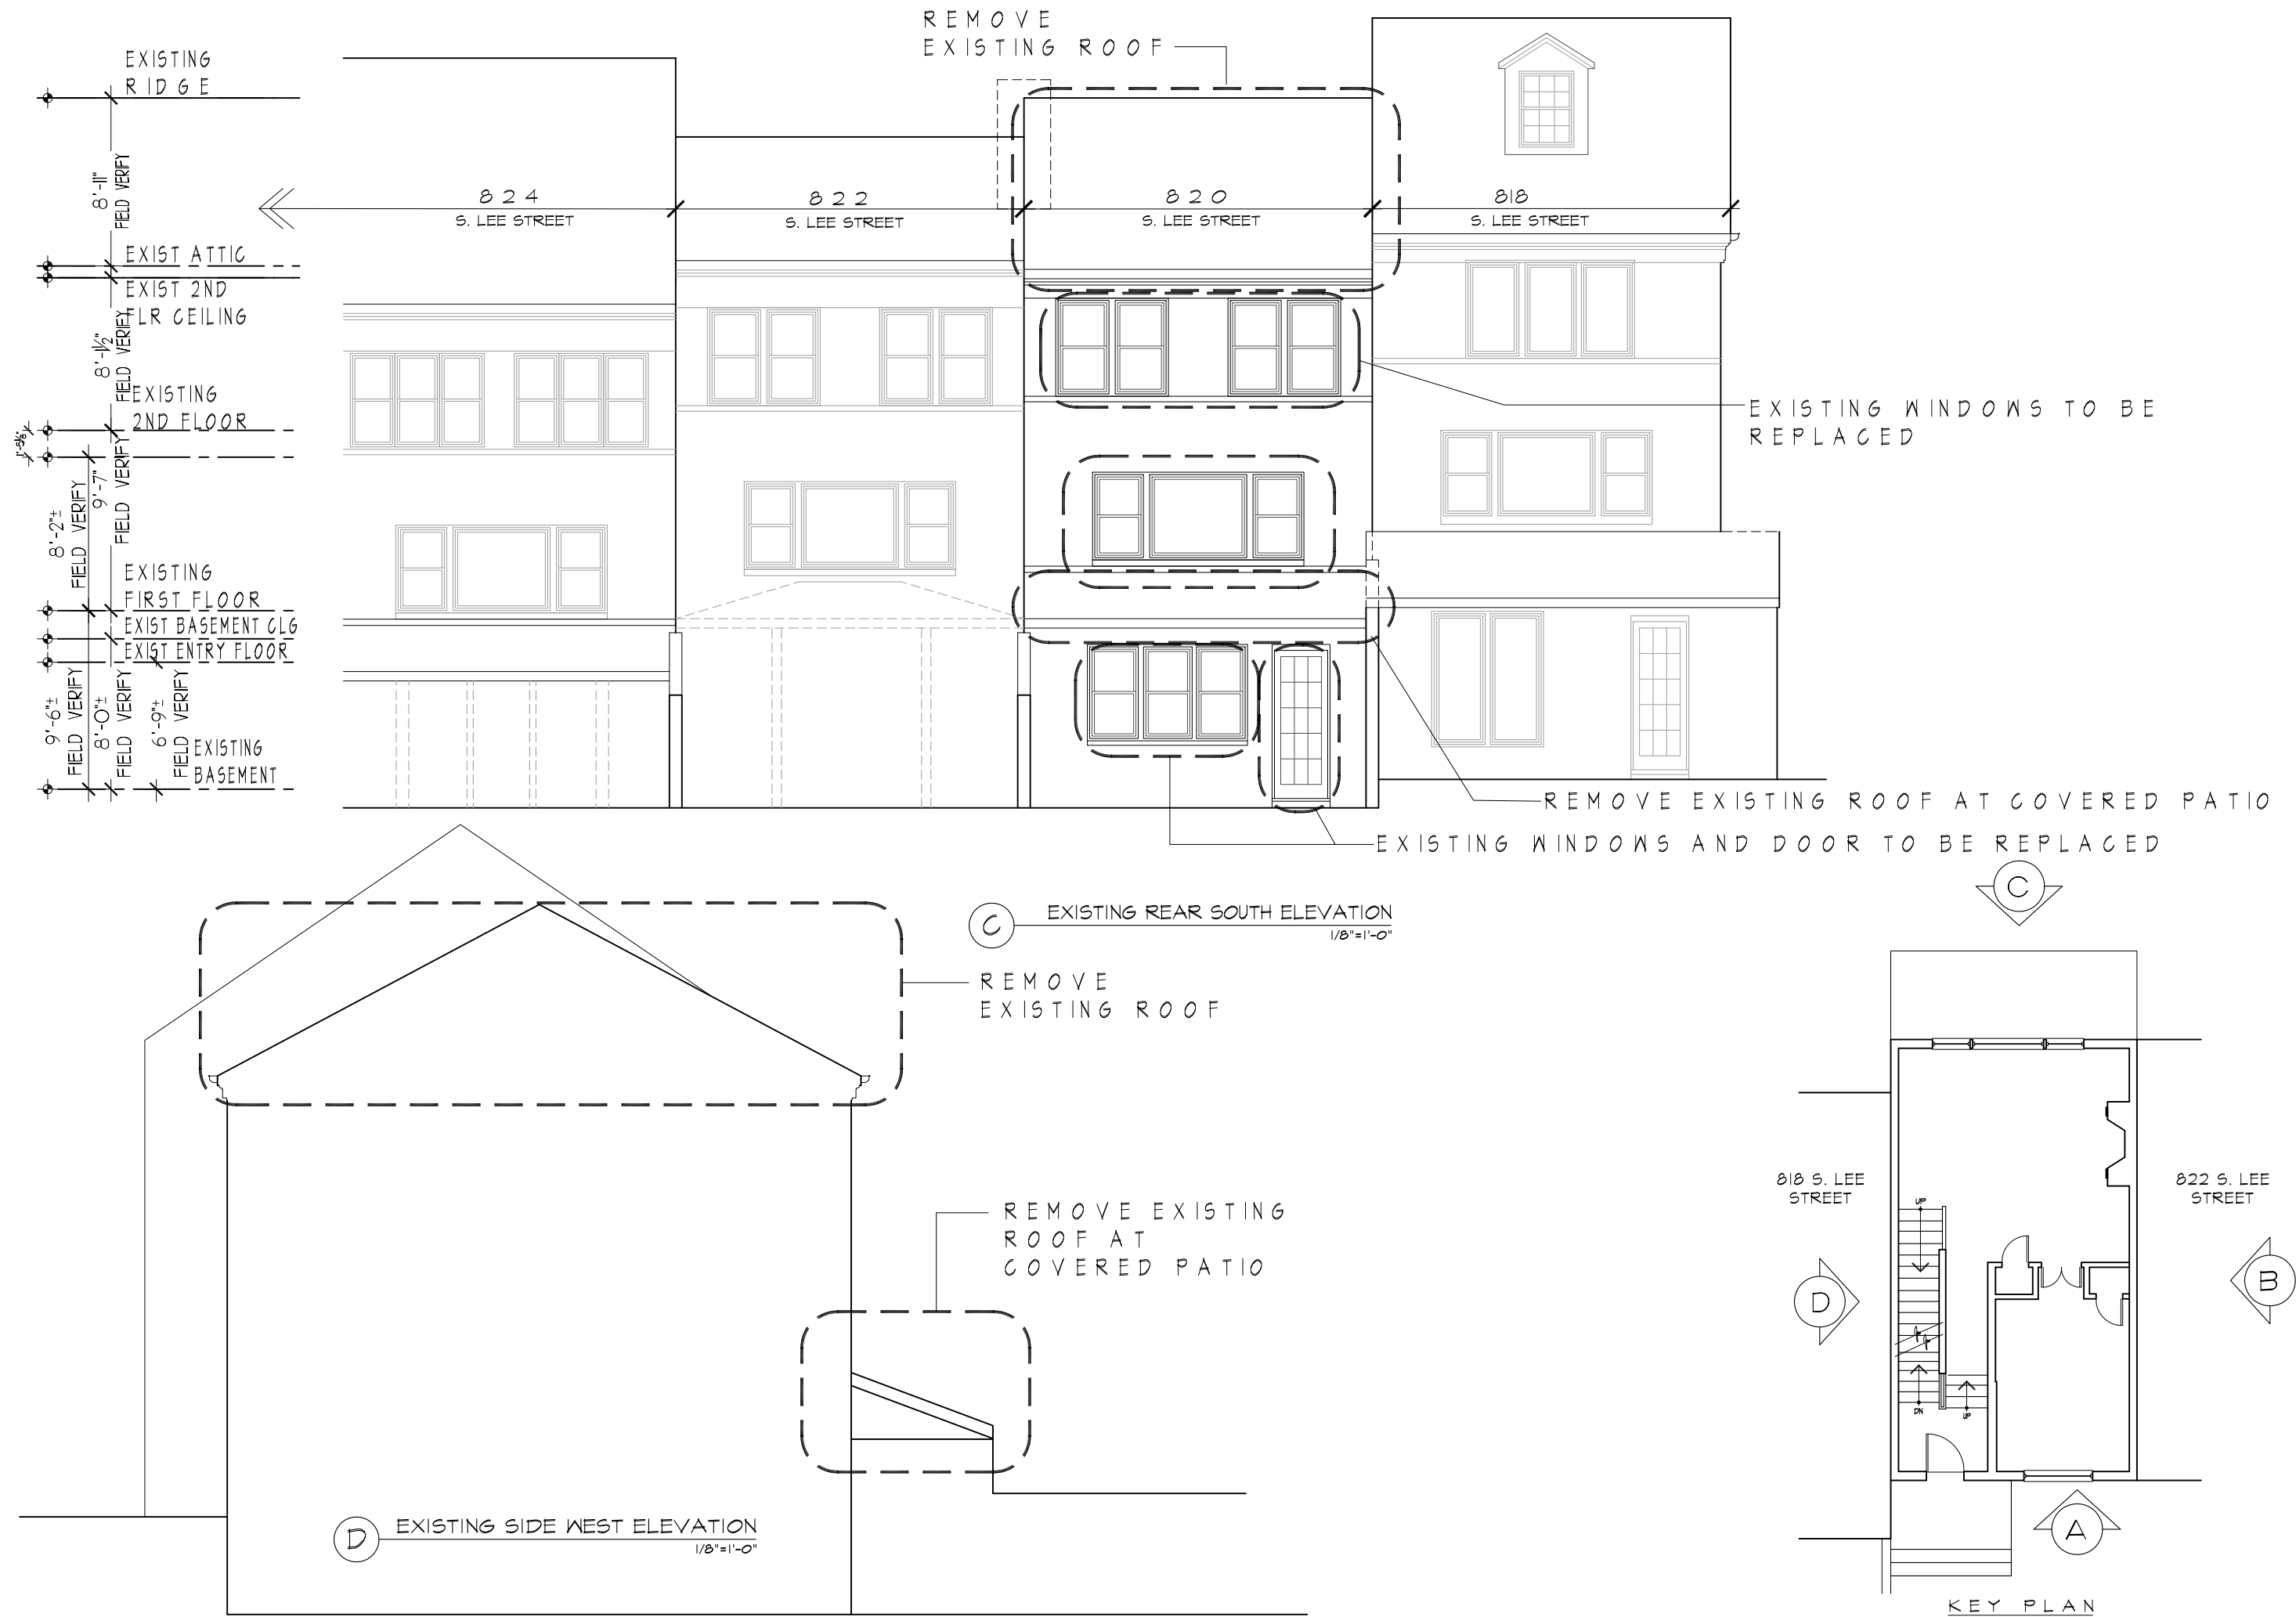 REMOVE
EXISTING ROOF
EXISTING
RIDGE
8'-11"
FIELD VERIFY
824
S. LEE STREET
822
S. LEE STREET
820
S. LEE STREET
818
S. LEE STREET
EXIST ATTIC
EXIST 2ND
FLR CEILING
8'-1½"
FIELD VERIFY
EXISTING
2ND FLOOR
EXISTING WINDOWS TO BE
REPLACED
1'-5⅛"
9'-7"
FIELD VERIFY
8'-2"±
FIELD VERIFY
EXISTING
FIRST FLOOR
EXIST BASEMENT CLG
EXIST ENTRY FLOOR
9'-6"±
FIELD VERIFY
8'-0"±
FIELD VERIFY
6'-9"±
FIELD VERIFY
EXISTING
BASEMENT
REMOVE EXISTING ROOF AT COVERED PATIO
EXISTING WINDOWS AND DOOR TO BE REPLACED
C
C
EXISTING REAR SOUTH ELEVATION
1/8"=1'-0"
REMOVE
EXISTING ROOF
818 S. LEE
STREET
822 S. LEE
STREET
UP
REMOVE EXISTING
ROOF AT
COVERED PATIO
D
B
DN
UP
D
EXISTING SIDE WEST ELEVATION
1/8"=1'-0"
A
KEY PLAN